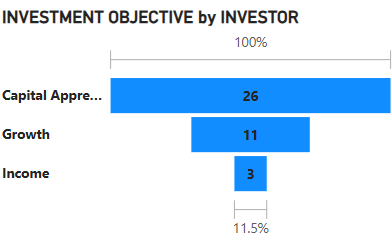 INVESTMENT OBJECTIVE by INVESTOR
100%
Capital Appre... 26
Growth 11
Income 3
11.5%